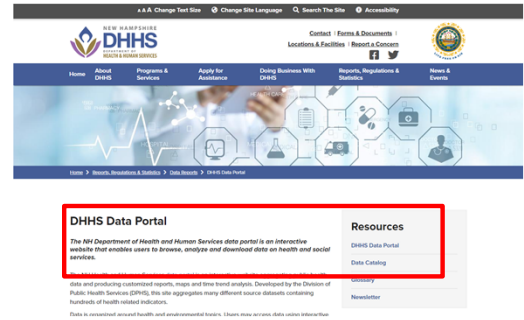 A A A Change Text Size Change Site Language Search The Site Accessibility
NEW HAMPSHIRE
DHHS
DEPARTMENT OF
HEALTH & HUMAN SERVICES
Contact | Forms & Documents |
Locations & Facilities | Report a Concern
Home About DHHS Programs & Services Apply for Assistance Doing Business With DHHS Reports, Regulations & Statistics News & Events
Home > Reports, Regulations & Statistics > Data Reports > DHHS Data Portal
DHHS Data Portal
The NH Department of Health and Human Services data portal is an interactive
website that enables users to browse, analyze and download data on health and social
services.
data and producing customized reports, maps and time trend analysis. Developed by the Division of
Public Health Services (DPHS), this site aggregates many different source datasets containing
hundreds of health related indicators.
Data is organized around health and environmental topics. Users may access data using interactive
Resources
DHHS Data Portal
Data Catalog
Glossary
Newsletter